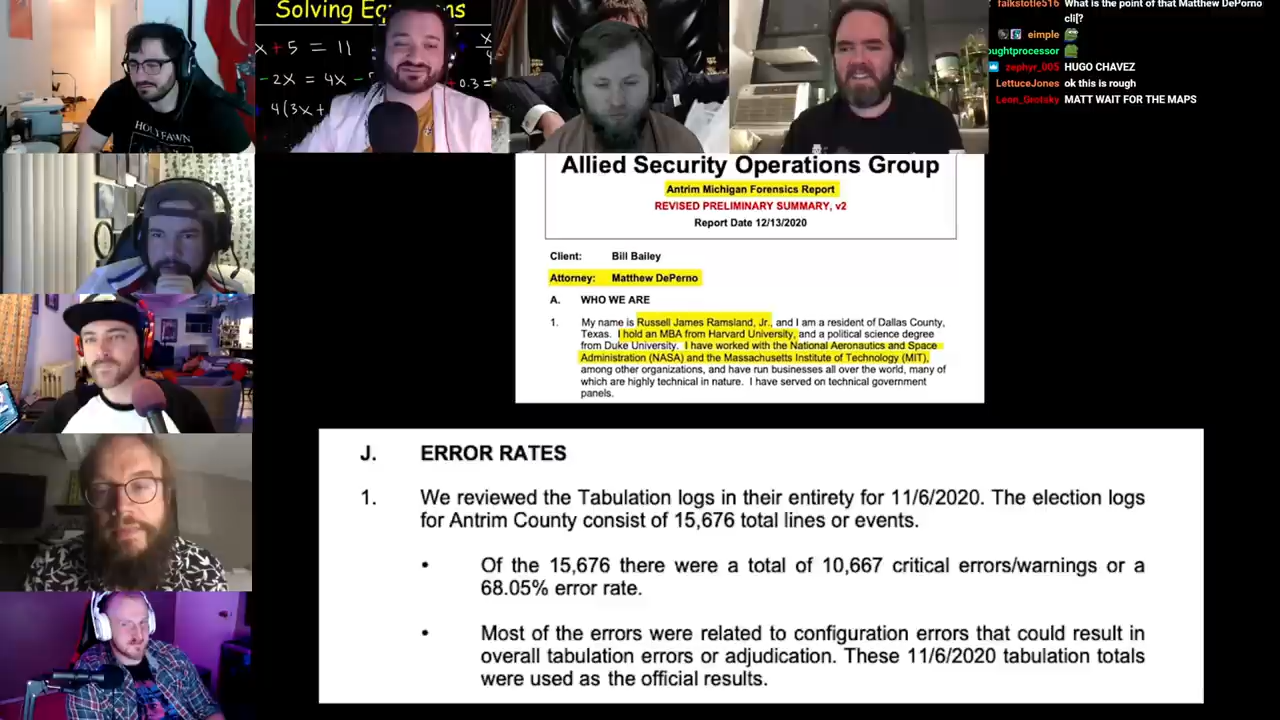 Solving Equations
x + 5 = 11
-2x = 4x - 5
4(3x+
0.3 =
HOLY FAWN
falkstotle516 What is the point of that Matthew DePorno
cli[?
eimple
oughtprocessor
zephyr_005 HUGO CHAVEZ
LettuceJones ok this is rough
Leon_Grotsky MATT WAIT FOR THE MAPS
Allied Security Operations Group
Antrim Michigan Forensics Report
REVISED PRELIMINARY SUMMARY, v2
Report Date 12/13/2020
Client: Bill Bailey
Attorney: Matthew DePerno
A. WHO WE ARE
1. My name is Russell James Ramsland, Jr., and I am a resident of Dallas County,
Texas. I hold an MBA from Harvard University, and a political science degree
from Duke University. I have worked with the National Aeronautics and Space
Administration (NASA) and the Massachusetts Institute of Technology (MIT),
among other organizations, and have run businesses all over the world, many of
which are highly technical in nature. I have served on technical government
panels.
J. ERROR RATES
1. We reviewed the Tabulation logs in their entirety for 11/6/2020. The election logs
for Antrim County consist of 15,676 total lines or events.
• Of the 15,676 there were a total of 10,667 critical errors/warnings or a
68.05% error rate.
• Most of the errors were related to configuration errors that could result in
overall tabulation errors or adjudication. These 11/6/2020 tabulation totals
were used as the official results.